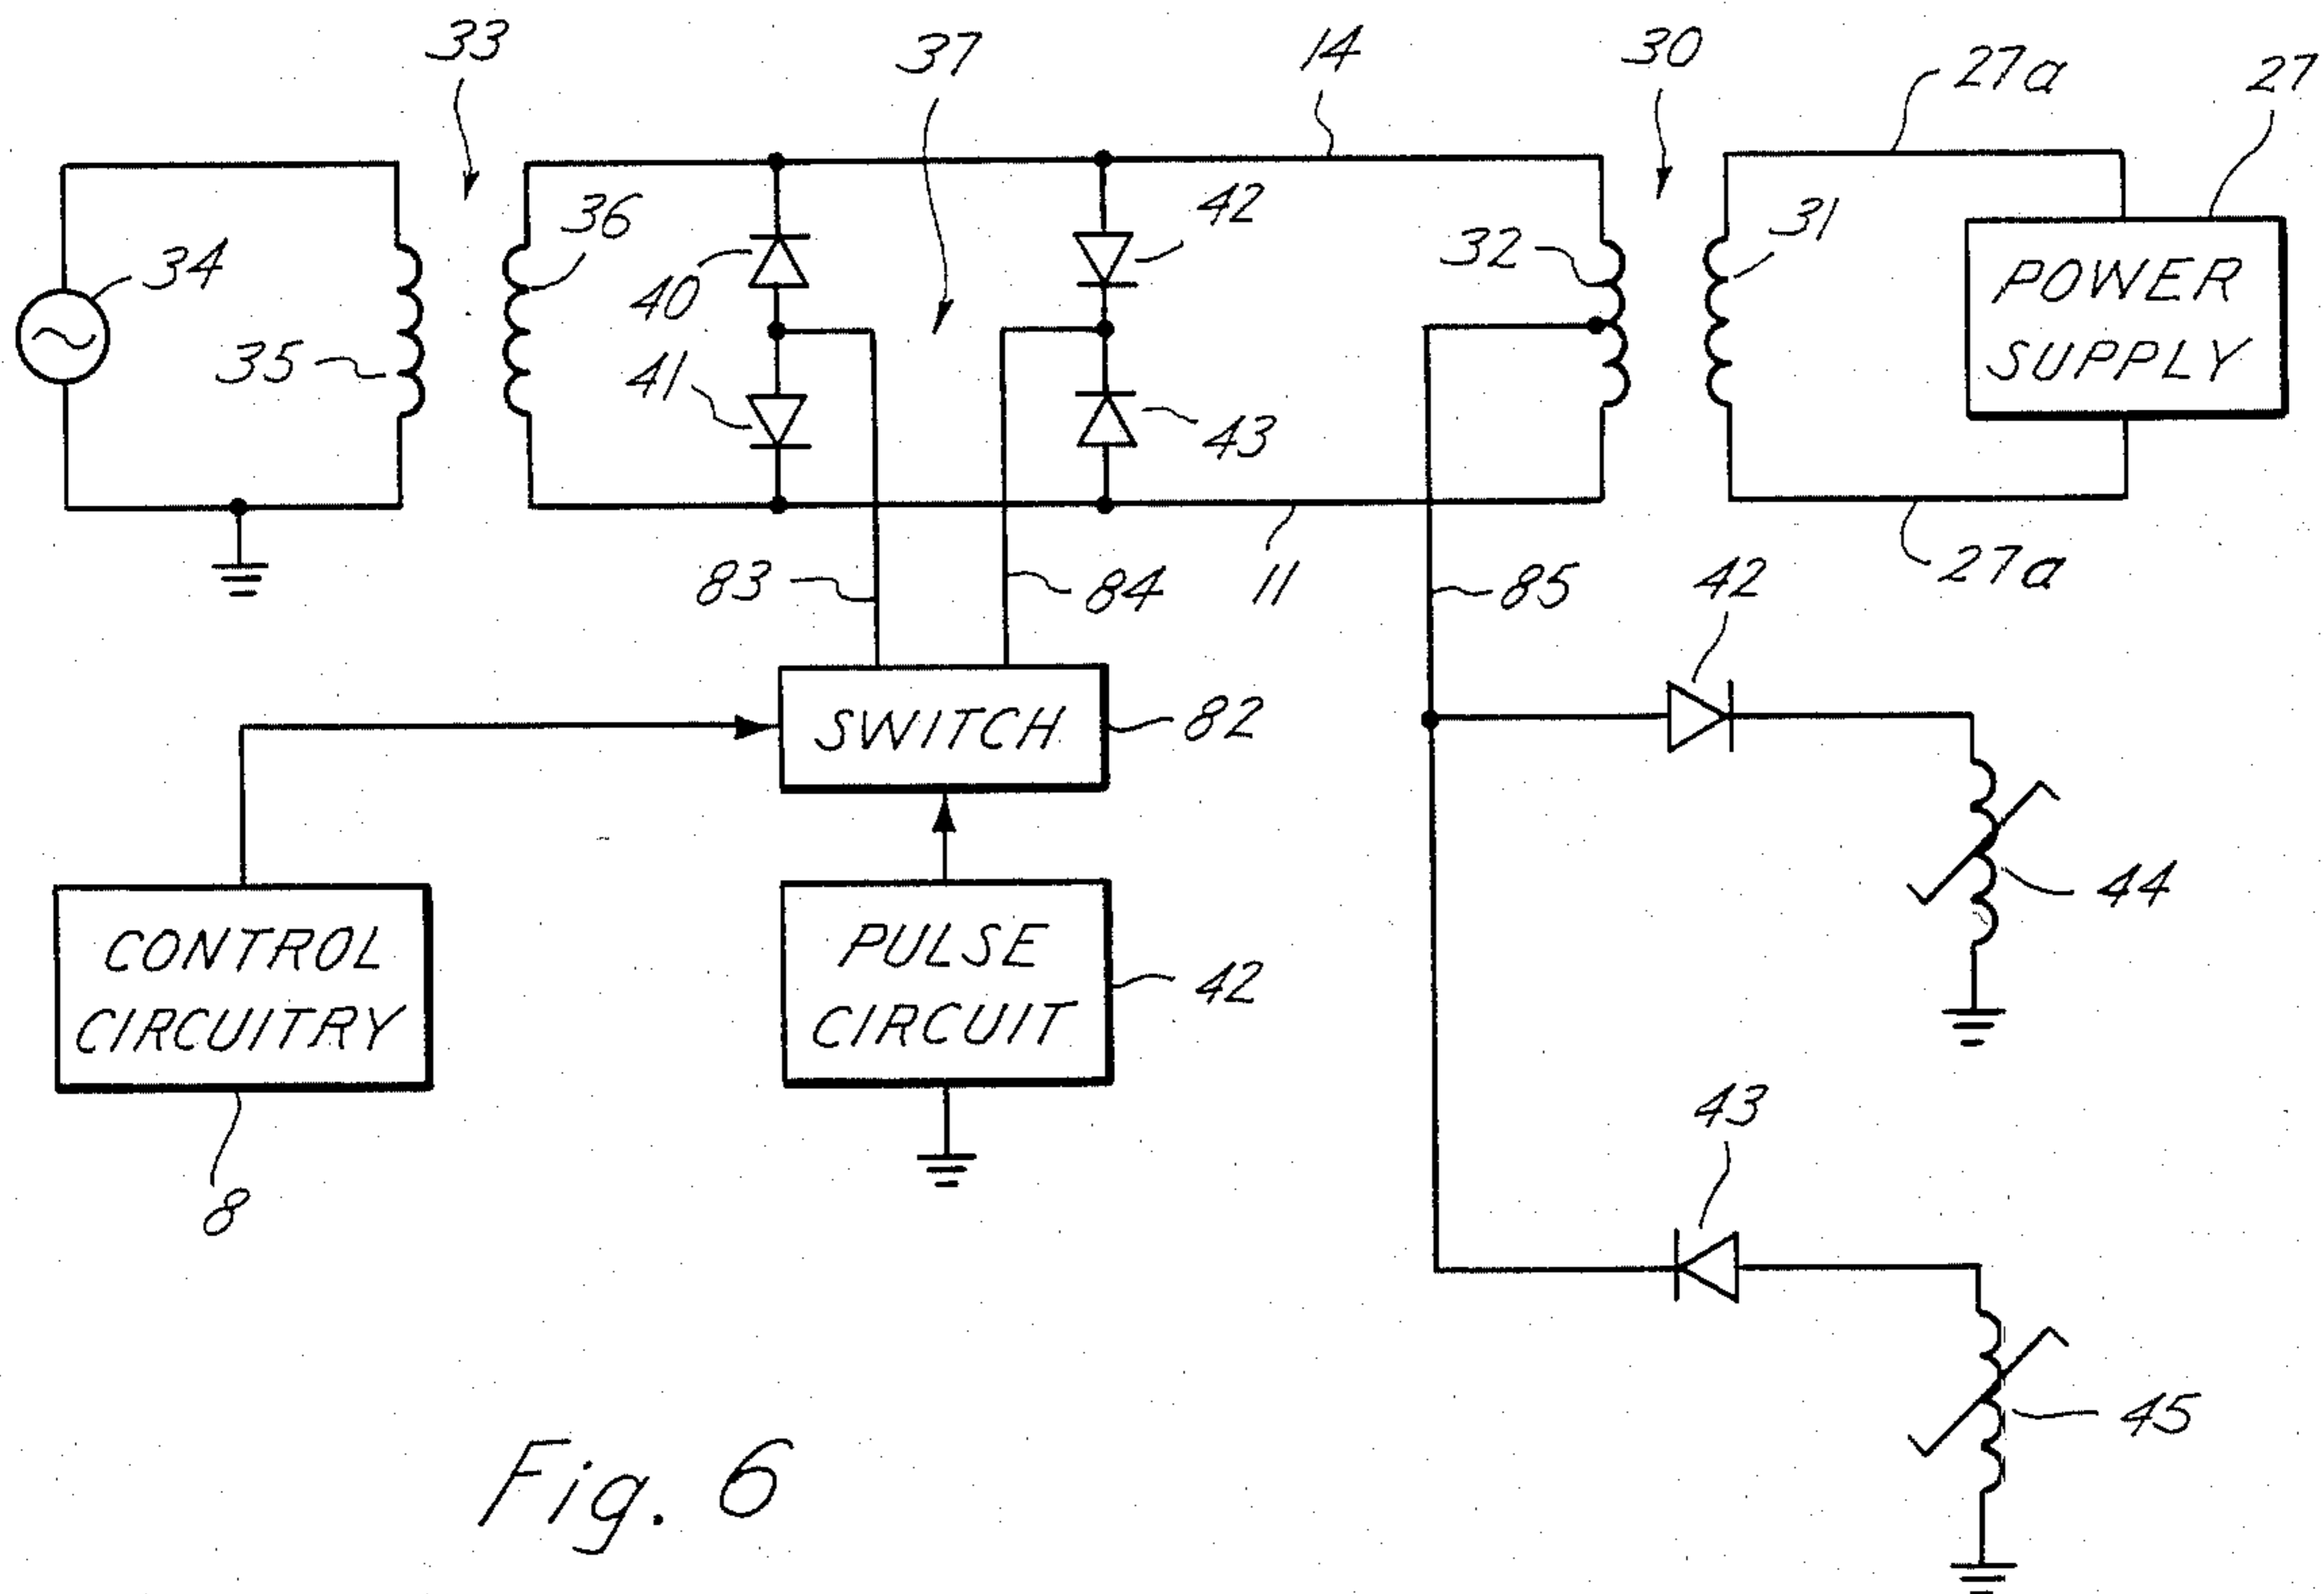 33
37
14
30
27a
27
34
35
36
40
41
42
43
32
31
POWER
SUPPLY
83
84
11
85
27a
42
SWITCH
82
44
CONTROL
CIRCUITRY
8
PULSE
CIRCUIT
42
43
45
Fig. 6